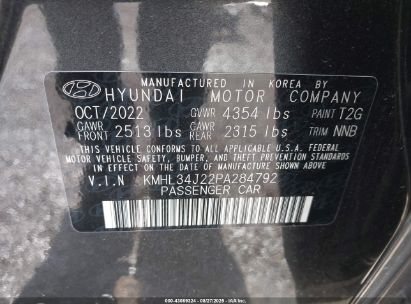 MANUFACTURED IN KOREA BY
HYUNDAI MOTOR COMPANY
OCT/2022 GVWR 4354 lbs PAINT T2G
GAWR FRONT 2513 lbs GAWR REAR 2315 lbs TRIM NNB
THIS VEHICLE CONFORMS TO ALL APPLICABLE U.S.A. FEDERAL
MOTOR VEHICLE SAFETY, BUMPER, AND THEFT PREVENTION STANDARDS
IN EFFECT ON THE DATE OF MANUFACTURE SHOWN ABOVE.
V.I.N KMHL34J22PA284792
PASSENGER CAR